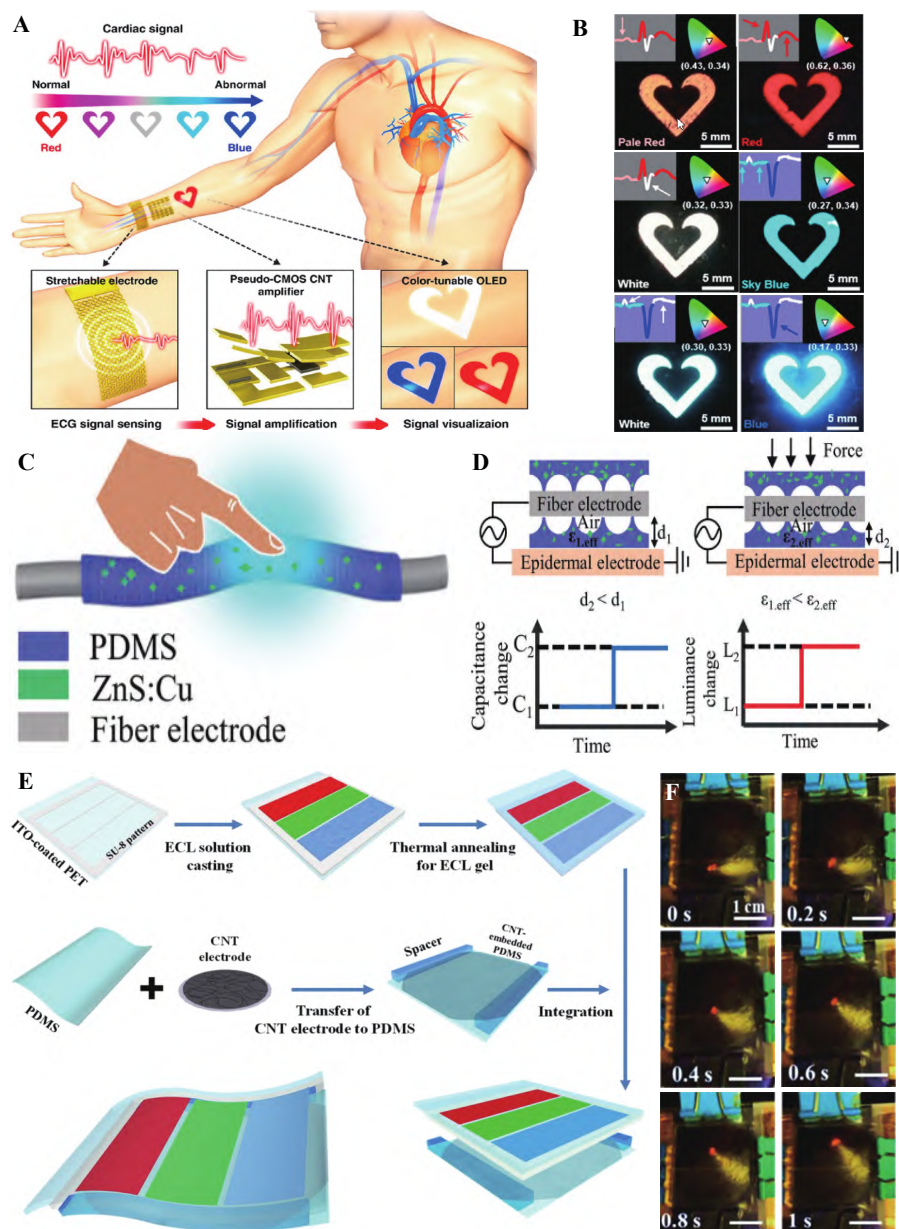 A
Cardiac signal
Normal
Abnormal
Red
Blue
Stretchable electrode
Pseudo-CMOS CNT
amplifier
Color-tunable OLED
ECG signal sensing
Signal amplification
Signal visualizaion
B
(0.43, 0.34)
(0.62, 0.36)
Pale Red
5 mm
Red
5 mm
(0.32, 0.33)
(0.27, 0.34)
White
5 mm
Sky Blue
5 mm
(0.30, 0.33)
(0.17, 0.33)
White
5 mm
Blue
5 mm
C
PDMS
ZnS:Cu
Fiber electrode
D
Force
Fiber electrode
Air
ε1.eff
d1
Epidermal electrode
Fiber electrode
Air
ε2.eff
d2
Epidermal electrode
d2 < d1
ε1.eff < ε2.eff
Capacitance
change
C2
C1
Time
Luminance
change
L2
L1
Time
E
ITO-coated PET
SU-8 pattern
ECL solution
casting
Thermal annealing
for ECL gel
PDMS
CNT
electrode
Transfer of
CNT electrode to PDMS
Spacer
CNT-
embedded
PDMS
Integration
F
0 s
1 cm
0.2 s
0.4 s
0.6 s
0.8 s
1 s